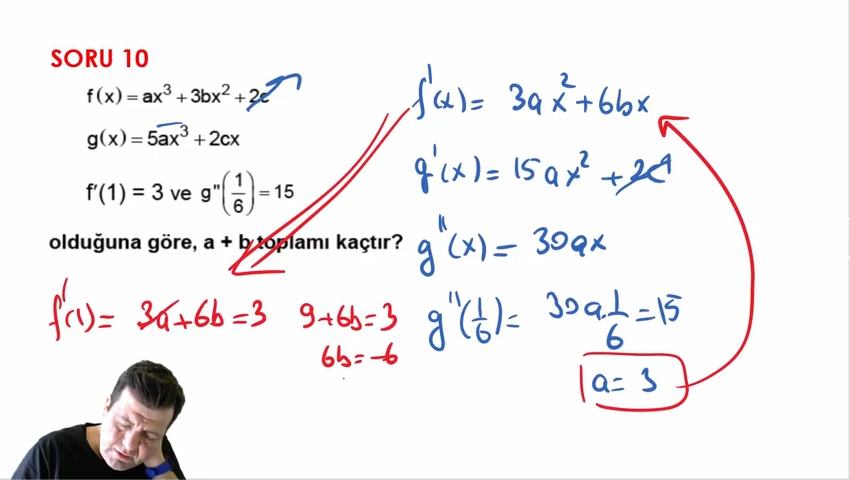 SORU 10
f(x) = ax³ + 3bx² + 2c
g(x) = 5ax³ + 2cx
f'(1) = 3 ve g"(1/6) = 15
olduğuna göre, a + b toplamı kaçtır?
f'(x) = 3ax² + 6bx
g'(x) = 15ax² + 2c
g"(x) = 30ax
g"(1/6) = 30a.1/6 = 15
a = 3
f'(1) = 3a + 6b = 3
9 + 6b = 3
6b = -6